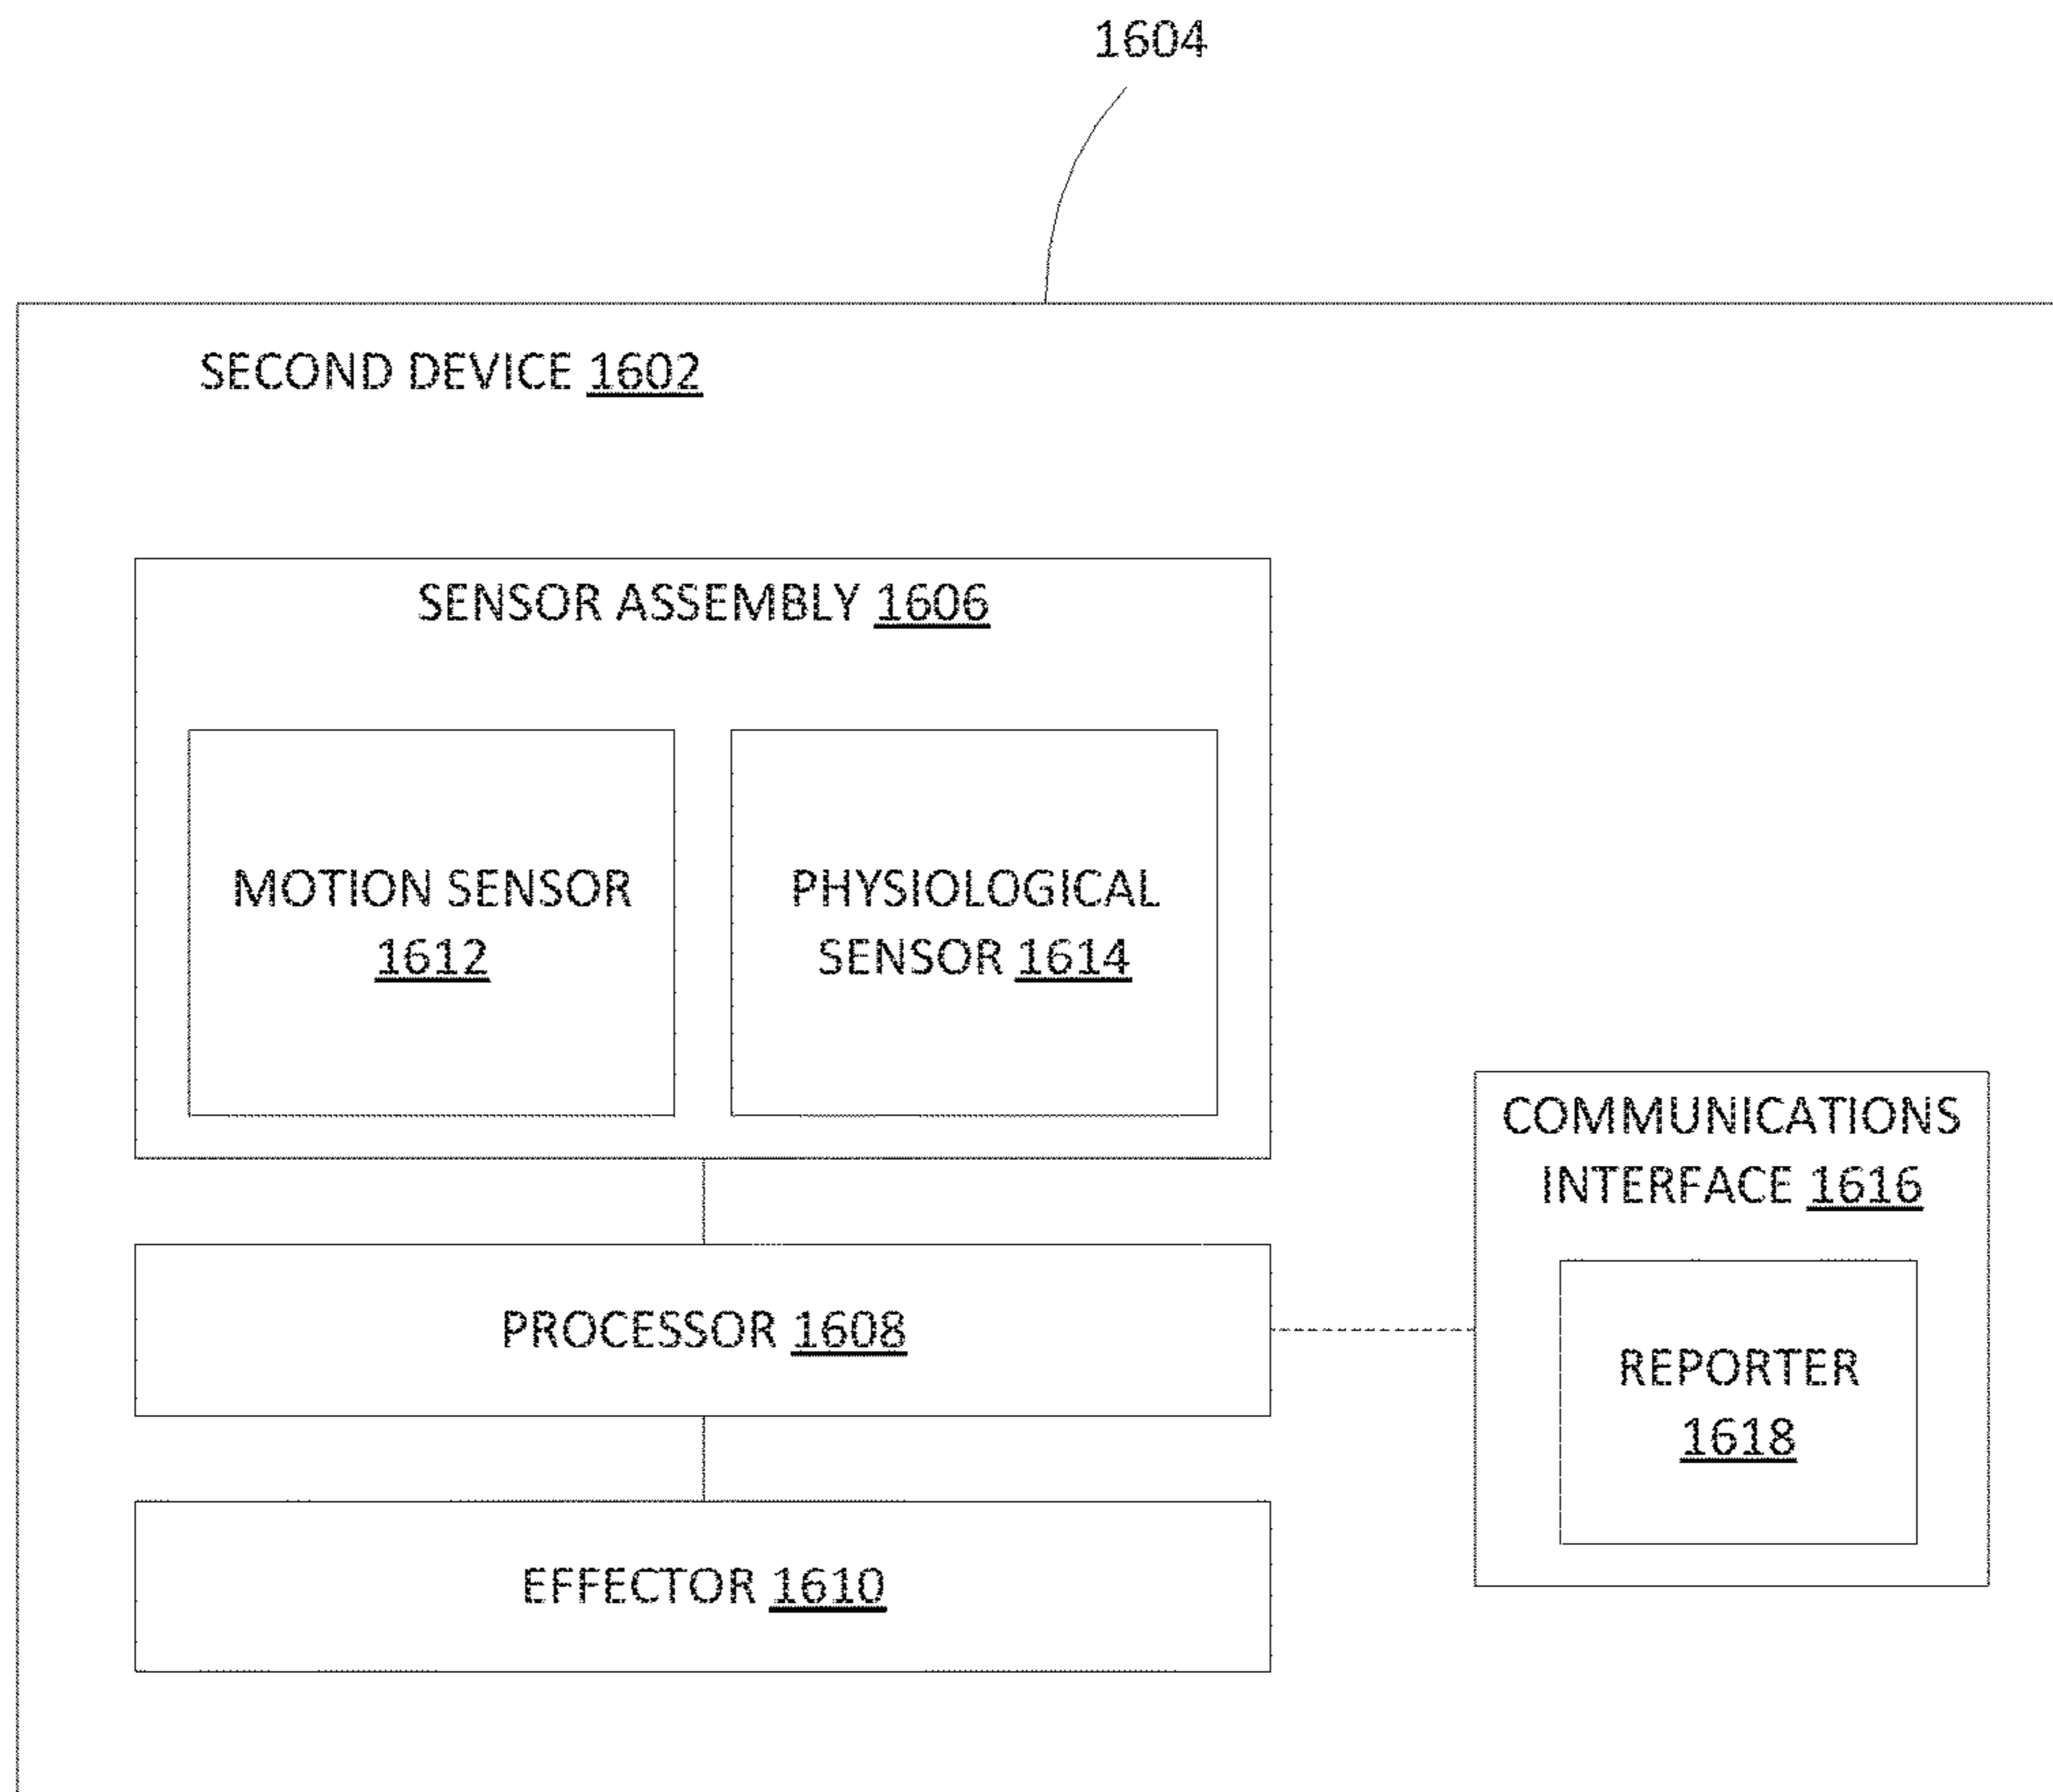 1604
SECOND DEVICE 1602
SENSOR ASSEMBLY 1606
MOTION SENSOR
1612
PHYSIOLOGICAL
SENSOR 1614
COMMUNICATIONS
INTERFACE 1616
REPORTER
1618
PROCESSOR 1608
EFFECTOR 1610